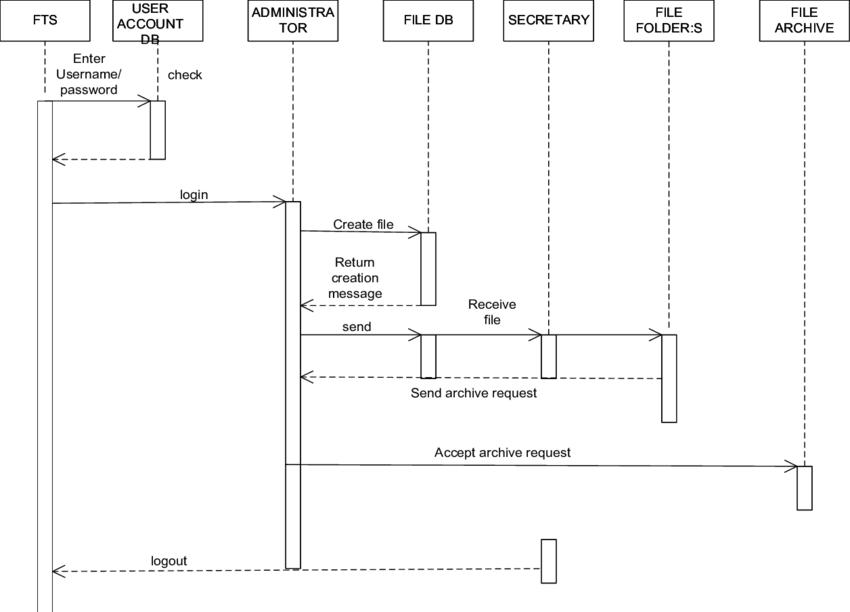 FTS
USER
ACCOUNT
DB
ADMINISTRA
TOR
FILE DB
SECRETARY
FILE
FOLDER:S
FILE
ARCHIVE
Enter
Username/
password
check
login
Create file
Return
creation
message
send
Receive
file
Send archive request
Accept archive request
logout